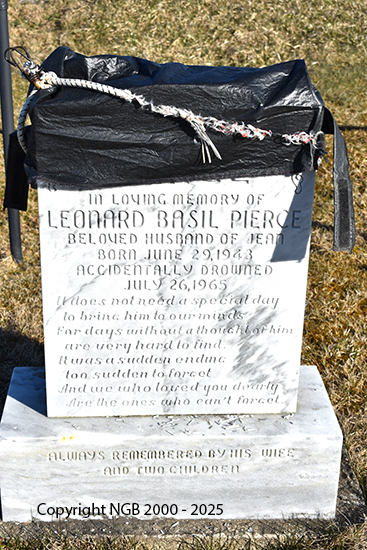 IN LOVING MEMORY OF
LEONARD BASIL PIERCE
BELOVED HUSBAND OF JEAN
BORN JUNE 29, 1943
ACCIDENTALLY DROWNED
JULY 26, 1965
It does not need a special day
to bring him to our minds
For days without a thought of him
are very hard to find.
It was a sudden ending
too sudden to forget
And we who loved you dearly
Are the ones who can't forget.
ALWAYS REMEMBERED BY HIS WIFE
AND TWO CHILDREN
Copyright NGB 2000 - 2025